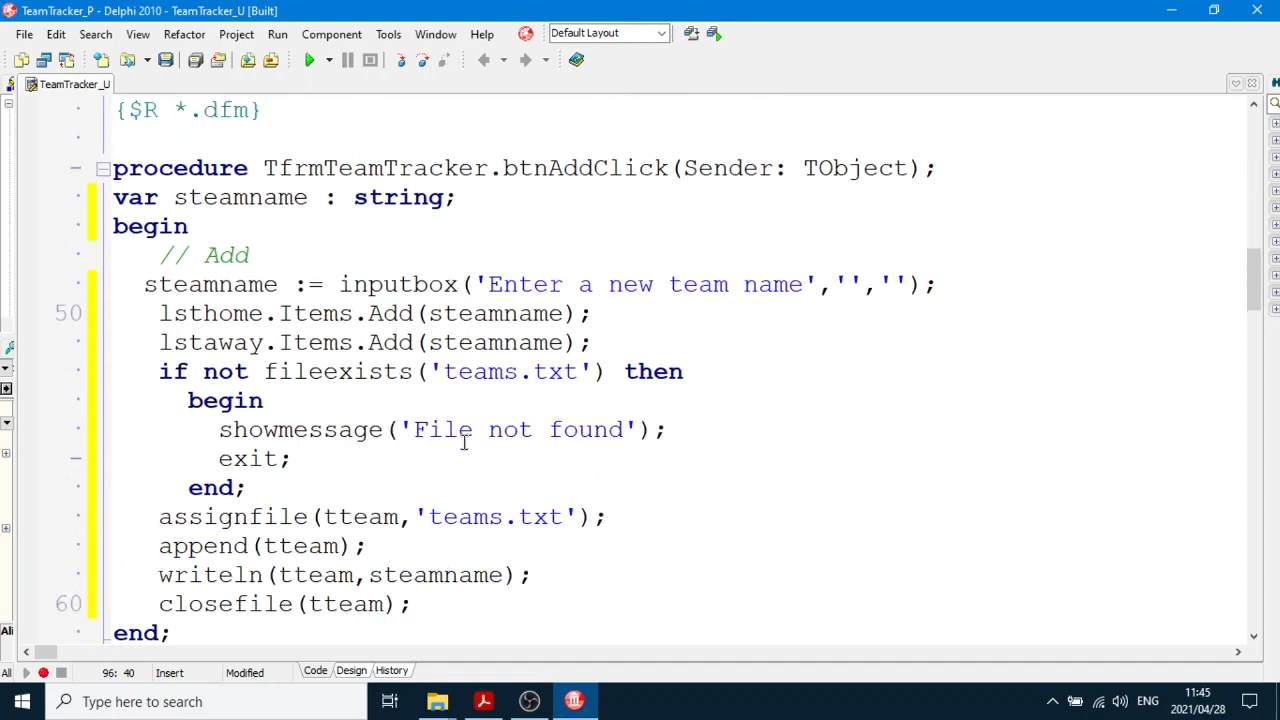 TeamTracker_P - Delphi 2010 - TeamTracker_U [Built]
File Edit Search View Refactor Project Run Component Tools Window Help Default Layout
TeamTracker_U
{$R *.dfm}
procedure TfrmTeamTracker.btnAddClick(Sender: TObject);
var steamname : string;
begin
// Add
steamname := inputbox('Enter a new team name','','');
50 lsthome.Items.Add(steamname);
lstaway.Items.Add(steamname);
if not fileexists('teams.txt') then
begin
showmessage('File not found');
exit;
end;
assignfile(tteam,'teams.txt');
append(tteam);
writeln(tteam,steamname);
60 closefile(tteam);
end;
All 96: 40 Insert Modified Code Design History
Type here to search ENG 11:45
2021/04/28